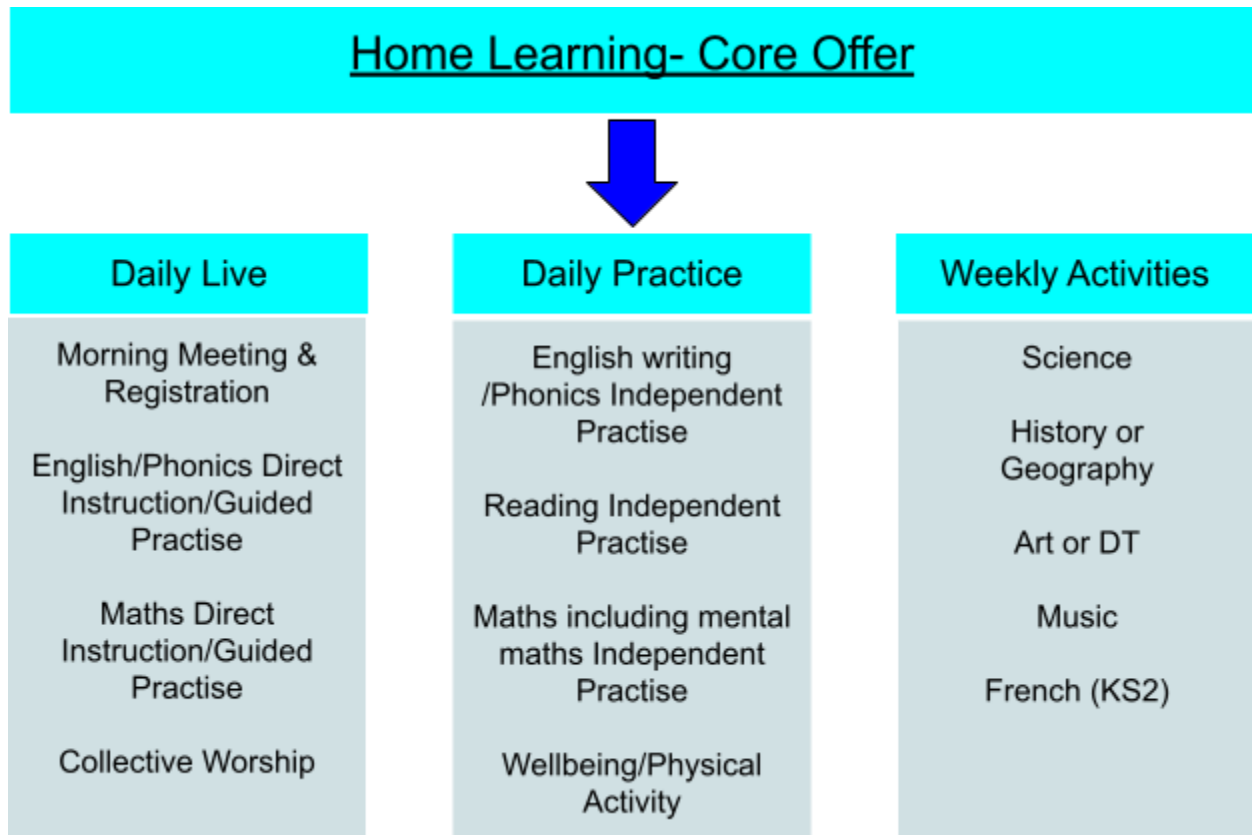 Home Learning- Core Offer
Daily Live
Morning Meeting &
Registration
English/Phonics Direct
Instruction/Guided
Practise
Maths Direct
Instruction/Guided
Practise
Collective Worship
Daily Practice
English writing
/Phonics Independent
Practise
Reading Independent
Practise
Maths including mental
maths Independent
Practise
Wellbeing/Physical
Activity
Weekly Activities
Science
History or
Geography
Art or DT
Music
French (KS2)